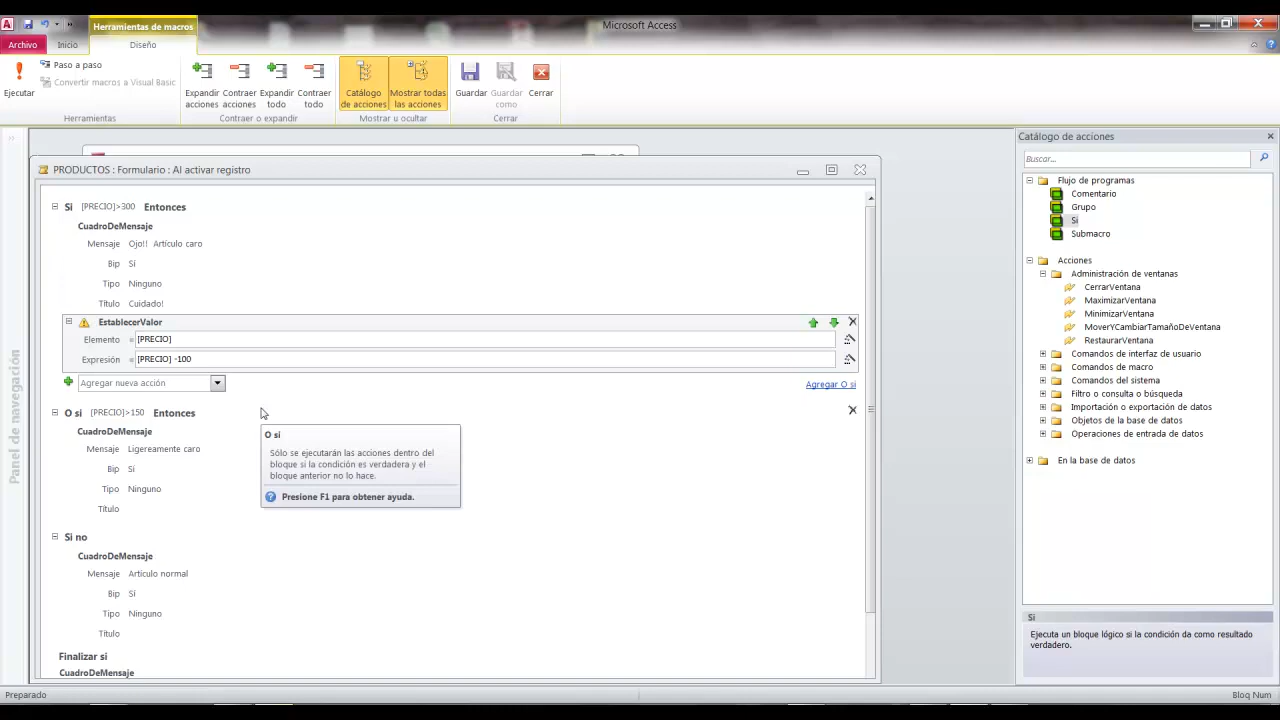 Herramientas de macros
Microsoft Access
Archivo
Inicio
Diseño
Ejecutar
Paso a paso
Convertir macros a Visual Basic
Herramientas
Expandir acciones
Contraer acciones
Expandir todo
Contraer todo
Contraer o expandir
Catálogo de acciones
Mostrar todas las acciones
Mostrar u ocultar
Guardar
Guardar como
Cerrar
Cerrar
Panel de navegación
PRODUCTOS : Formulario : Al activar registro
Si [PRECIO]>300 Entonces
CuadroDeMensaje
Mensaje Ojo!! Artículo caro
Bip Sí
Tipo Ninguno
Título Cuidado!
EstablecerValor
Elemento = [PRECIO]
Expresión = [PRECIO] -100
Agregar nueva acción
Agregar O si
O si [PRECIO]>150 Entonces
CuadroDeMensaje
Mensaje Ligereamente caro
Bip Sí
Tipo Ninguno
Título
O si
Sólo se ejecutarán las acciones dentro del
bloque si la condición es verdadera y el
bloque anterior no lo hace.
Presione F1 para obtener ayuda.
Si no
CuadroDeMensaje
Mensaje Artículo normal
Bip Sí
Tipo Ninguno
Título
Finalizar si
CuadroDeMensaje
Catálogo de acciones
Buscar...
Flujo de programas
Comentario
Grupo
Si
Submacro
Acciones
Administración de ventanas
CerrarVentana
MaximizarVentana
MinimizarVentana
MoverYCambiarTamañoDeVentana
RestaurarVentana
Comandos de interfaz de usuario
Comandos de macro
Comandos del sistema
Filtro o consulta o búsqueda
Importación o exportación de datos
Objetos de la base de datos
Operaciones de entrada de datos
En la base de datos
Si
Ejecuta un bloque lógico si la condición da como resultado
verdadero.
Preparado
Bloq Num